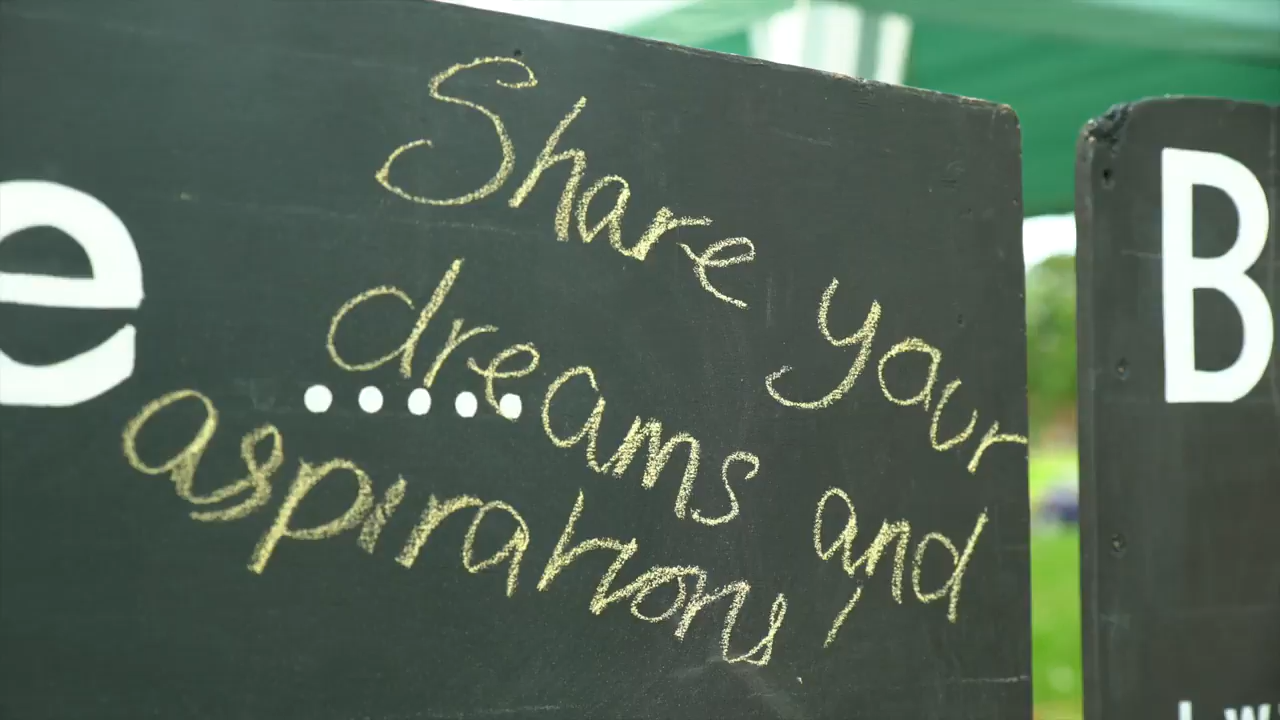 Share your
dreams and
aspirations
e .....
B
I w